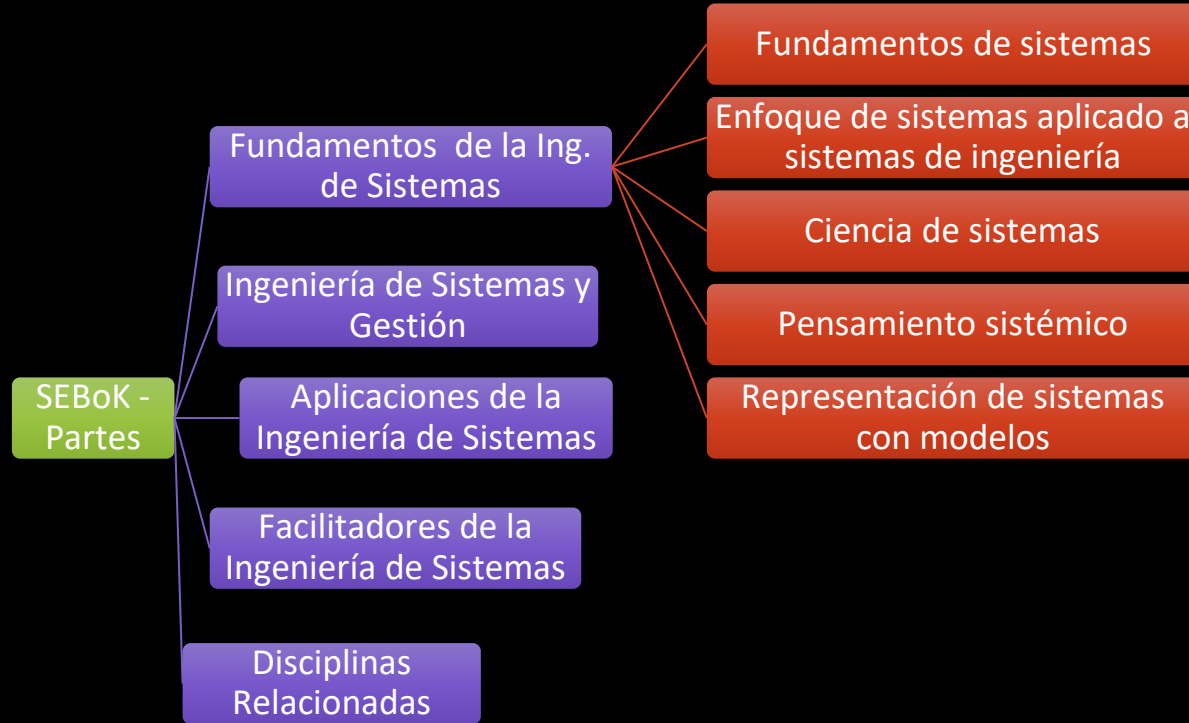 SEBoK -
Partes
Fundamentos de la Ing.
de Sistemas
Ingeniería de Sistemas y
Gestión
Aplicaciones de la
Ingeniería de Sistemas
Facilitadores de la
Ingeniería de Sistemas
Disciplinas
Relacionadas
Fundamentos de sistemas
Enfoque de sistemas aplicado a
sistemas de ingeniería
Ciencia de sistemas
Pensamiento sistémico
Representación de sistemas
con modelos